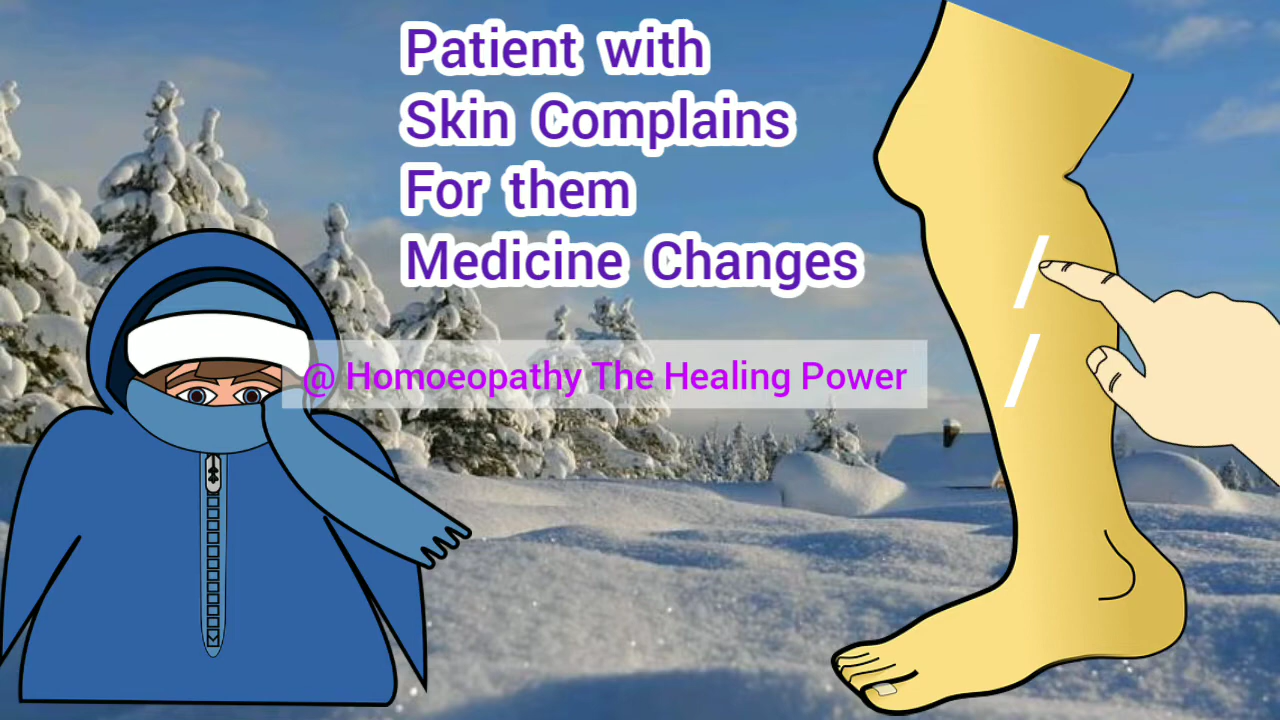 Patient with
Skin Complains
For them
Medicine Changes
@ Homoeopathy The Healing Power